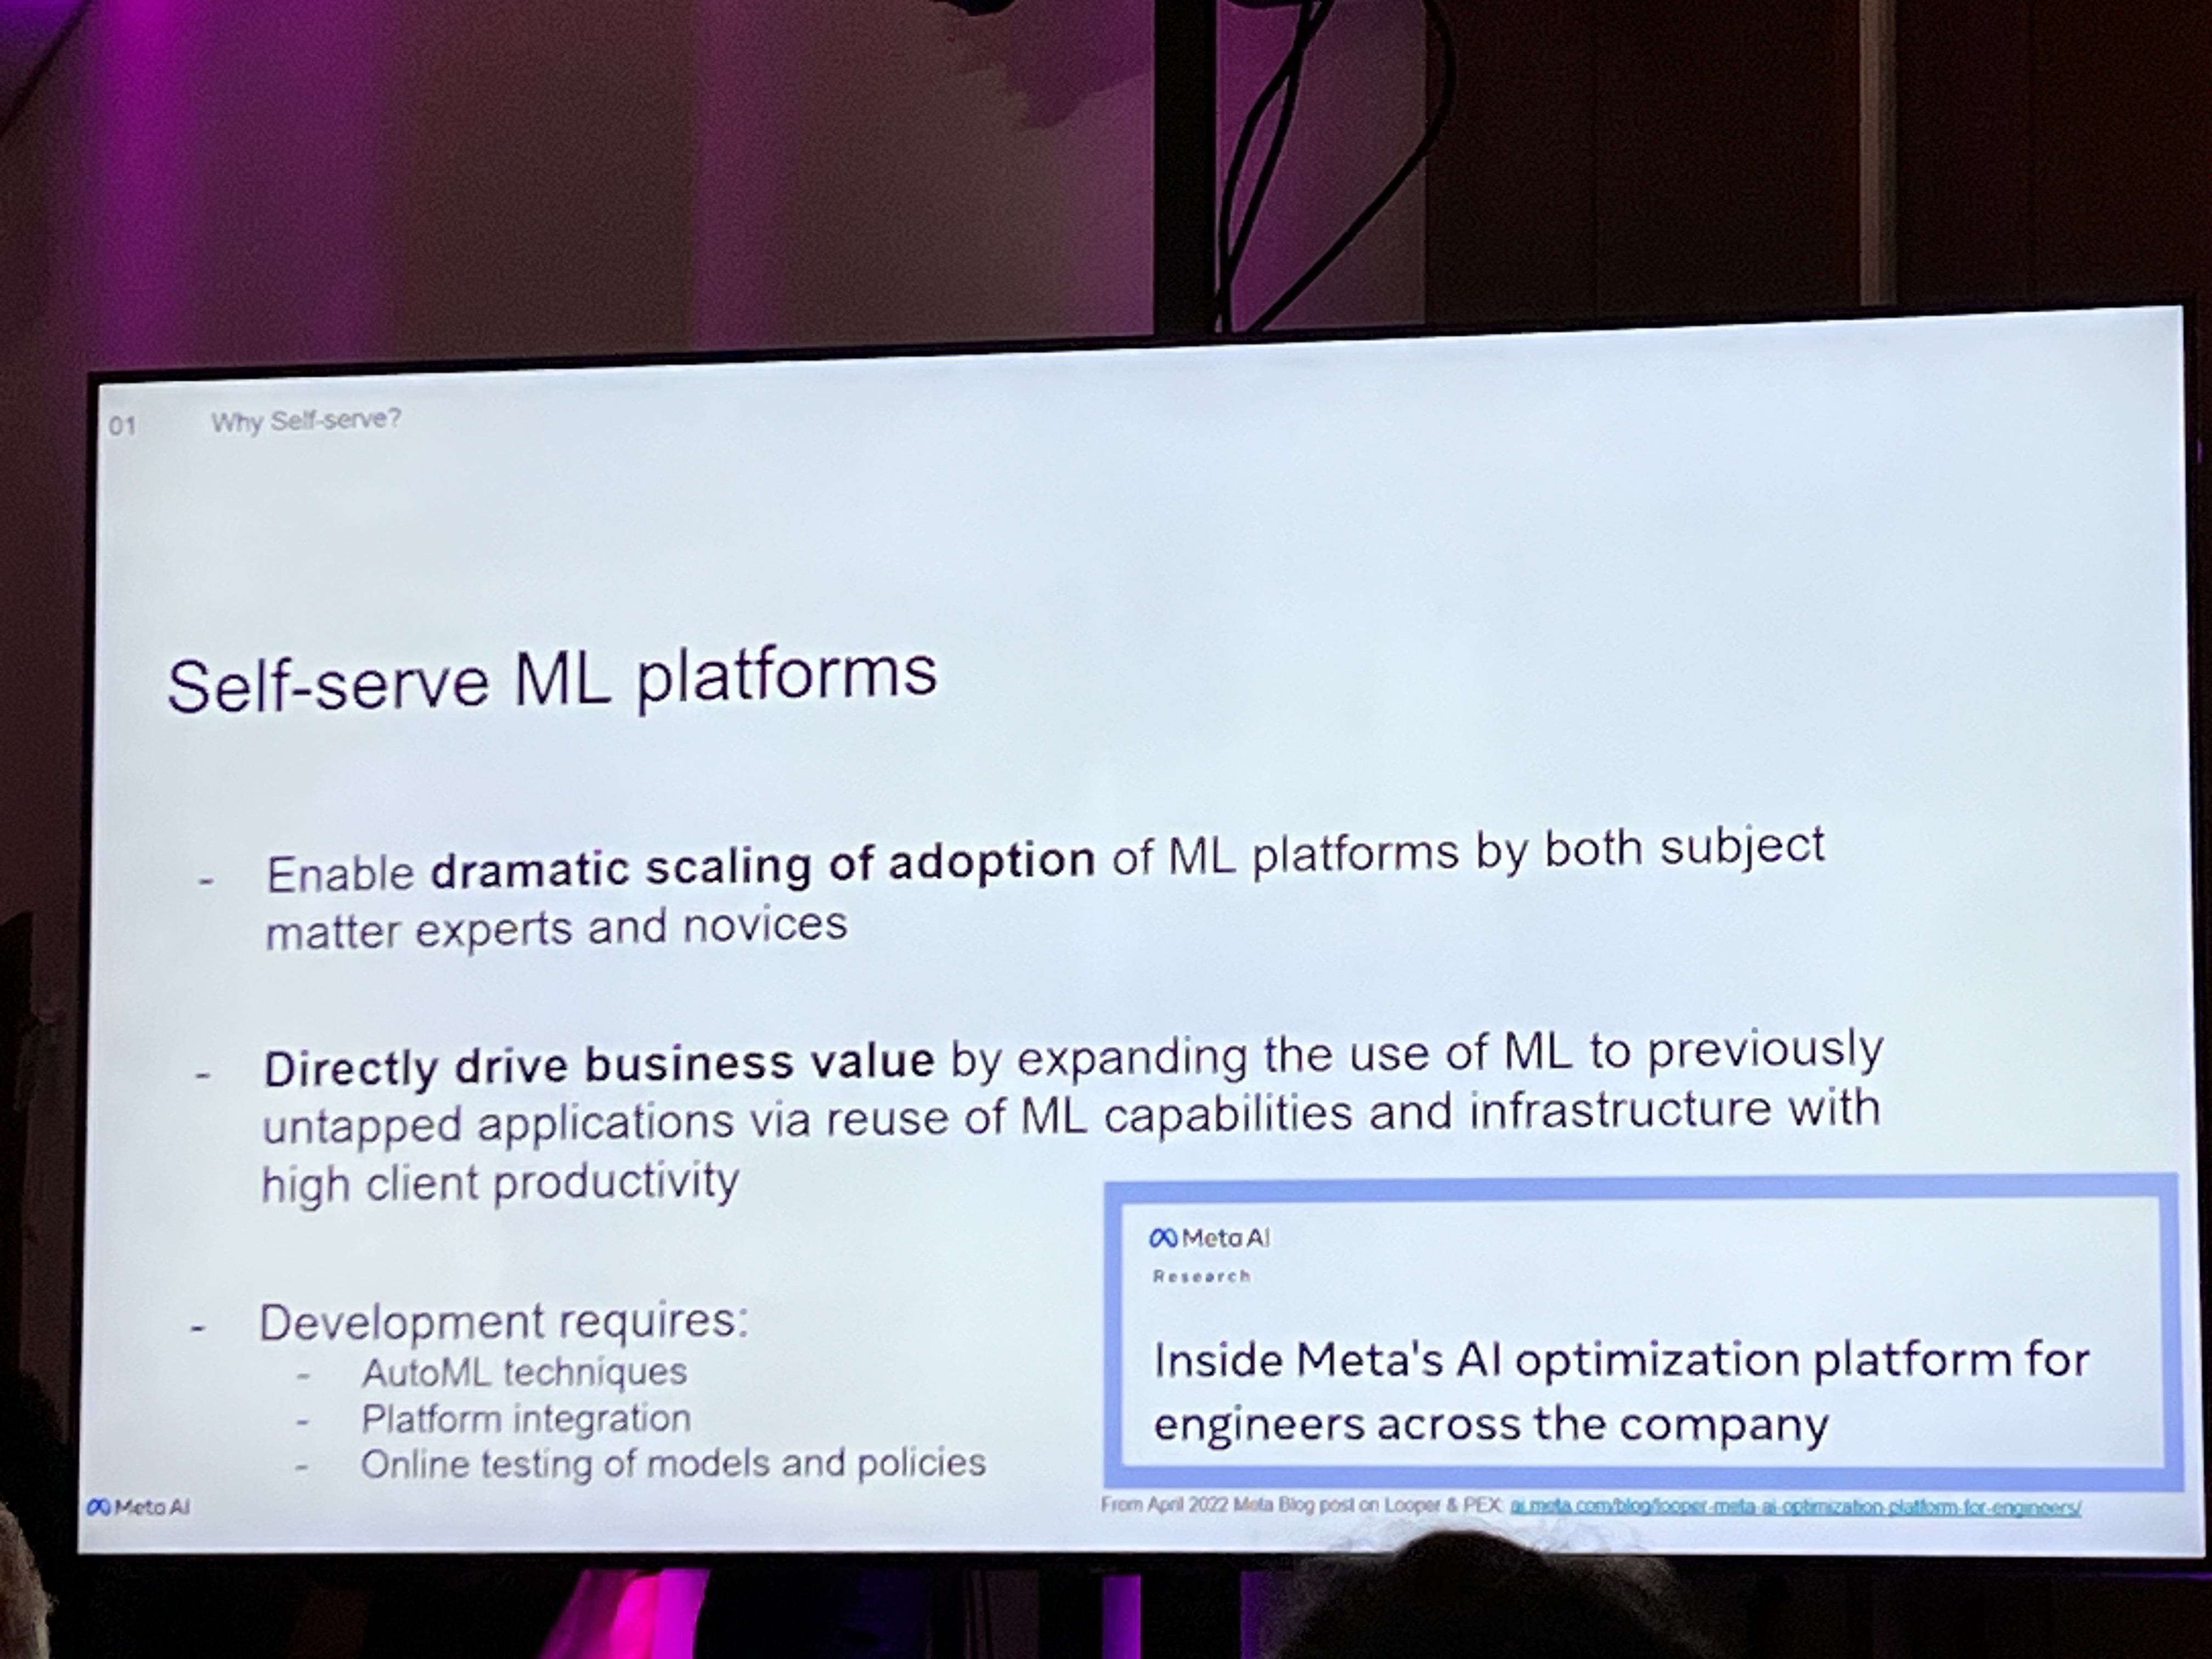 01 Why Self-serve?
Self-serve ML platforms
- Enable dramatic scaling of adoption of ML platforms by both subject
matter experts and novices
- Directly drive business value by expanding the use of ML to previously
untapped applications via reuse of ML capabilities and infrastructure with
high client productivity
- Development requires:
- AutoML techniques
- Platform integration
- Online testing of models and policies
Meta AI
Meta AI
Research
Inside Meta's AI optimization platform for
engineers across the company
From April 2022 Meta Blog post on Looper & PEX: ai.meta.com/blog/looper-meta-ai-optimization-platform-for-engineers/